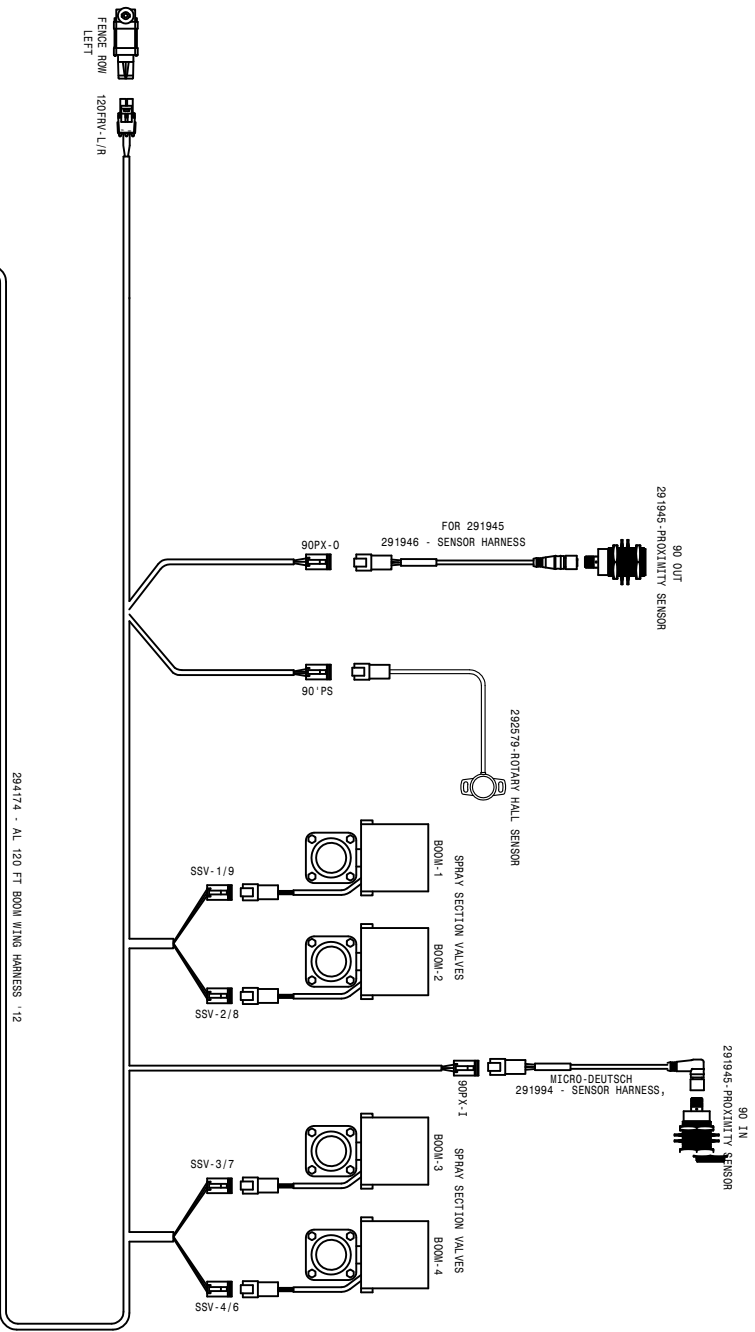 FENCE ROW
LEFT
120FRV-L/R
90 OUT
291945-PROXIMITY SENSOR
FOR 291945
291946 - SENSOR HARNESS
90PX-O
90'PS
292579-ROTARY HALL SENSOR
SPRAY SECTION VALVES
BOOM-1
BOOM-2
SSV-1/9
SSV-2/8
90 IN
291945-PROXIMITY SENSOR
MICRO-DEUTSCH
291994 - SENSOR HARNESS,
90PX-I
SPRAY SECTION VALVES
BOOM-3
BOOM-4
SSV-3/7
SSV-4/6
294174 - AL 120 FT BOOM WING HARNESS '12